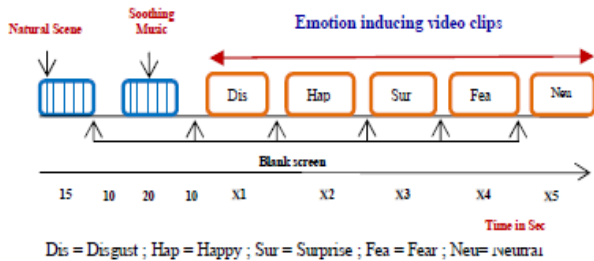 Soothing
Natural Scene Music Emotion inducing video clips
Dis Hap Sur Fea Neu
Blank screen
15 10 20 10 X1 X2 X3 X4 X5
Time in Sec
Dis = Disgust ; Hap = Happy ; Sur = Surprise ; Fea = Fear ; Neu= Neutral